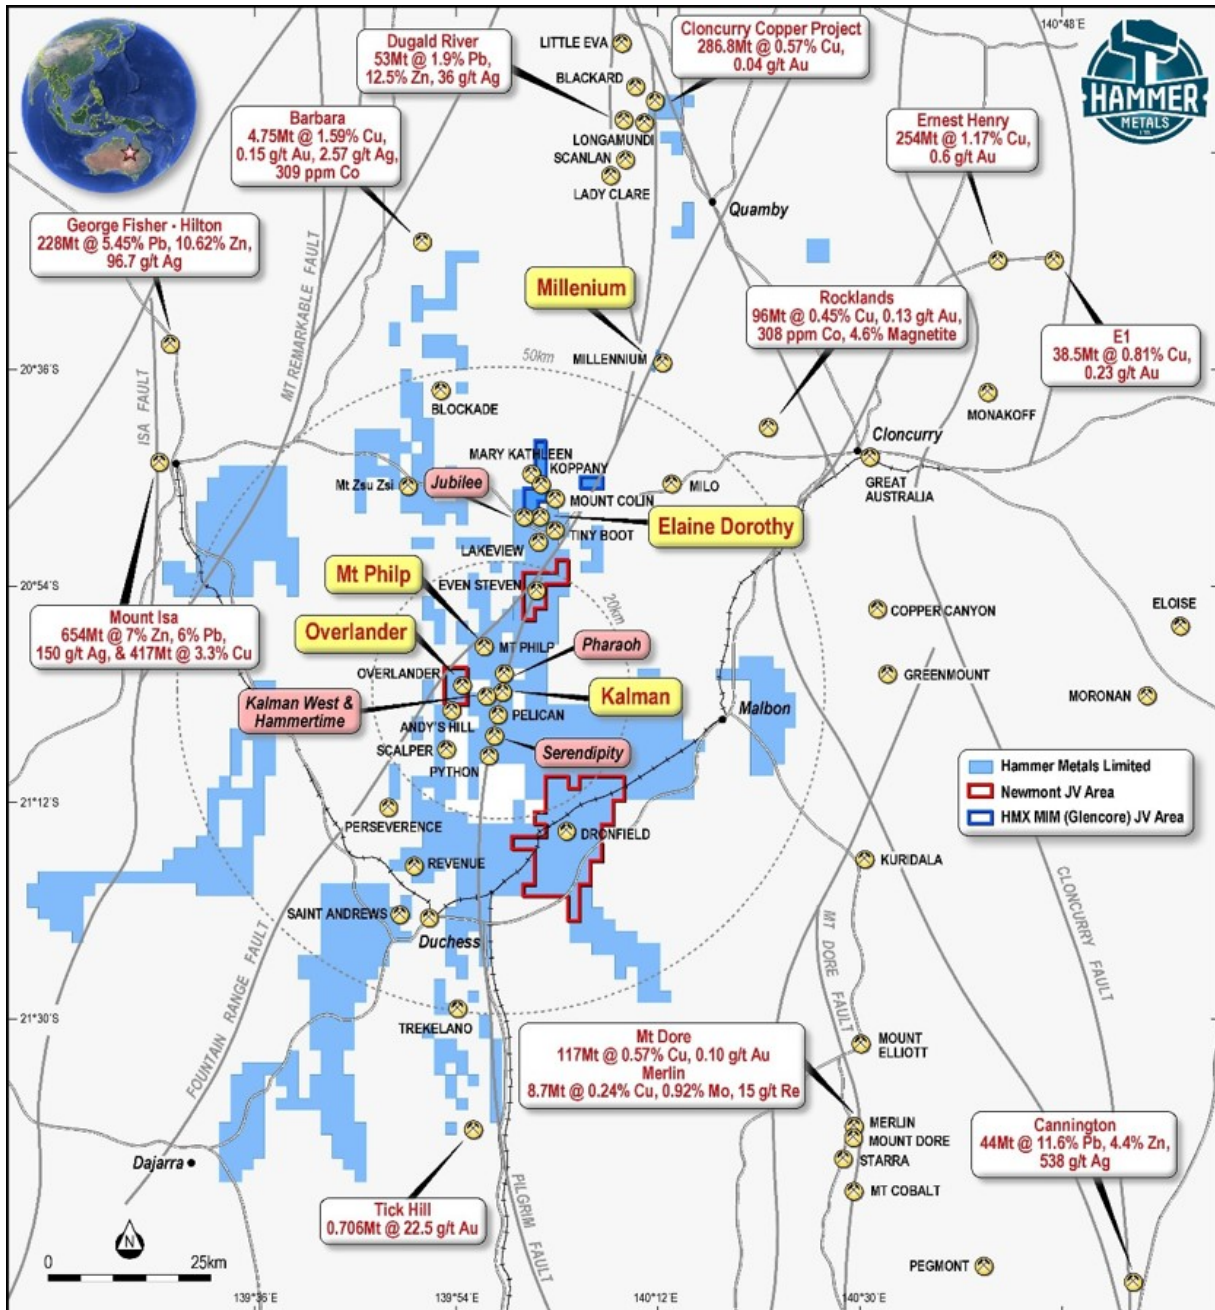 140°48'E
HAMMER
METALS
LTD
LITTLE EVA
Cloncurry Copper Project
286.8Mt @ 0.57% Cu,
0.04 g/t Au
Dugald River
53Mt @ 1.9% Pb,
12.5% Zn, 36 g/t Ag
BLACKARD
LONGAMUNDI
SCANLAN
LADY CLARE
Barbara
4.75Mt @ 1.59% Cu,
0.15 g/t Au, 2.57 g/t Ag,
309 ppm Co
Ernest Henry
254Mt @ 1.17% Cu,
0.6 g/t Au
Quamby
George Fisher - Hilton
228Mt @ 5.45% Pb, 10.62% Zn,
96.7 g/t Ag
MT REMARKABLE FAULT
Millenium
Rocklands
96Mt @ 0.45% Cu, 0.13 g/t Au,
308 ppm Co, 4.6% Magnetite
E1
38.5Mt @ 0.81% Cu,
0.23 g/t Au
50km
MILLENNIUM
20°36'S
ISA FAULT
BLOCKADE
MONAKOFF
Cloncurry
MARY KATHLEEN
KOPPANY
Jubilee
Mt Zsu Zsi
MOUNT COLIN
MILO
GREAT
AUSTRALIA
Elaine Dorothy
TINY BOOT
LAKEVIEW
Mt Philp
EVEN STEVEN
20°54'S
20km
Mount Isa
654Mt @ 7% Zn, 6% Pb,
150 g/t Ag, & 417Mt @ 3.3% Cu
COPPER CANYON
ELOISE
Overlander
MT PHILP
Pharaoh
OVERLANDER
GREENMOUNT
Kalman West &
Hammertime
Kalman
MORONAN
ANDY'S HILL
PELICAN
Malbon
SCALPER
Serendipity
PYTHON
Hammer Metals Limited
Newmont JV Area
HMX MIM (Glencore) JV Area
21°12'S
PERSEVERENCE
DRONFIELD
REVENUE
KURIDALA
SAINT ANDREWS
Duchess
CLONCURRY FAULT
MT DORE FAULT
FOUNTAIN RANGE FAULT
21°30'S
TREKELANO
Mt Dore
117Mt @ 0.57% Cu, 0.10 g/t Au
Merlin
8.7Mt @ 0.24% Cu, 0.92% Mo, 15 g/t Re
MOUNT
ELLIOTT
MERLIN
MOUNT DORE
STARRA
MT COBALT
Cannington
44Mt @ 11.6% Pb, 4.4% Zn,
538 g/t Ag
Dajarra
PILGRIM FAULT
Tick Hill
0.706Mt @ 22.5 g/t Au
N
0
25km
PEGMONT
139°36'E
139°54'E
140°12'E
140°30'E